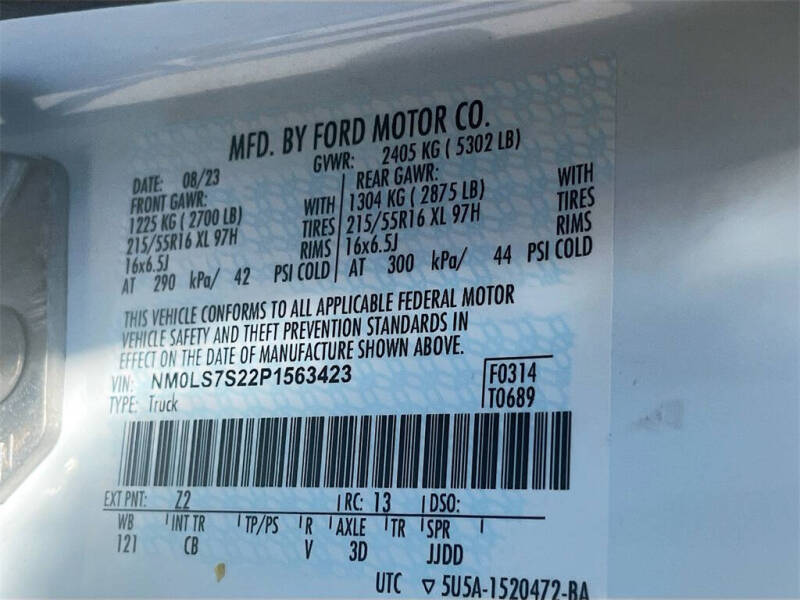 MFD. BY FORD MOTOR CO.
DATE: 08/23 GVWR: 2405 KG ( 5302 LB)
FRONT GAWR: REAR GAWR:
1225 KG ( 2700 LB) WITH 1304 KG ( 2875 LB) WITH
215/55R16 XL 97H TIRES 215/55R16 XL 97H TIRES
16x6.5J RIMS 16x6.5J RIMS
AT 290 kPa/ 42 PSI COLD AT 300 kPa/ 44 PSI COLD
THIS VEHICLE CONFORMS TO ALL APPLICABLE FEDERAL MOTOR
VEHICLE SAFETY AND THEFT PREVENTION STANDARDS IN
EFFECT ON THE DATE OF MANUFACTURE SHOWN ABOVE.
VIN: NM0LS7S22P1563423 F0314
TYPE: Truck T0689
EXT PNT: Z2 RC: 13 DSO:
WB INT TR TP/PS R AXLE TR SPR
121 CB V 3D JJDD
UTC ▽ 5U5A-1520472-BA